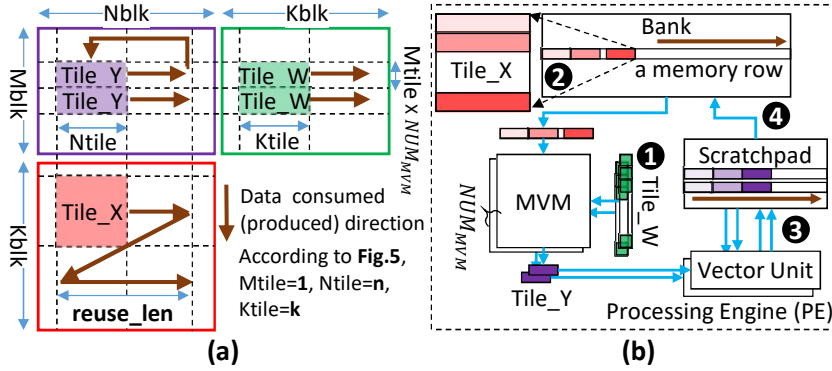 Nblk
Kblk
Mblk
Tile_Y
Tile_Y
Ntile
Tile_W
Tile_W
Ktile
Mtile x NUM_MVM
Kblk
Tile_X
reuse_len
Data consumed
(produced) direction
According to Fig.5,
Mtile=1, Ntile=n,
Ktile=k
(a)
Tile_X
Bank
2
a memory row
4
1
Tile_W
MVM
NUM_MVM
Tile_Y
Scratchpad
3
Vector Unit
Processing Engine (PE)
(b)